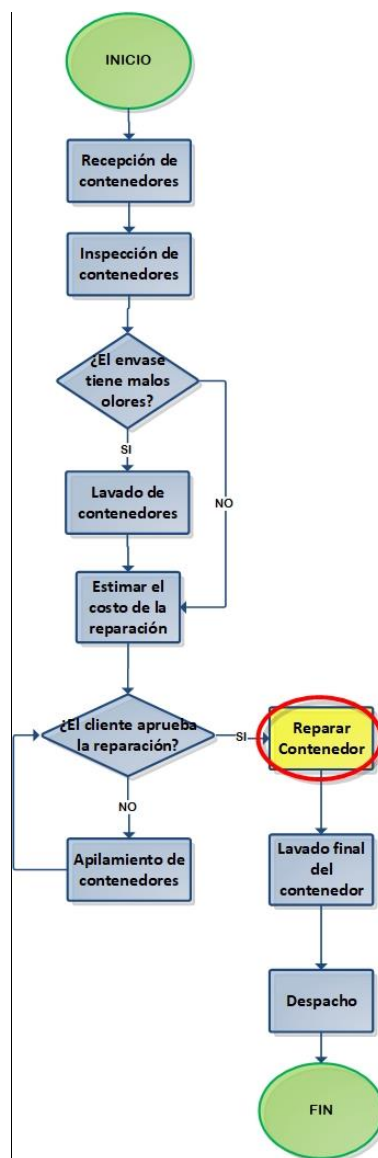 INICIO
Recepción de
contenedores
Inspección de
contenedores
¿El envase
tiene malos
olores?
SI
NO
Lavado de
contenedores
Estimar el
costo de la
reparación
¿El cliente aprueba
la reparación?
SI
NO
Apilamiento de
contenedores
Reparar
Contenedor
Lavado final
del
contenedor
Despacho
FIN